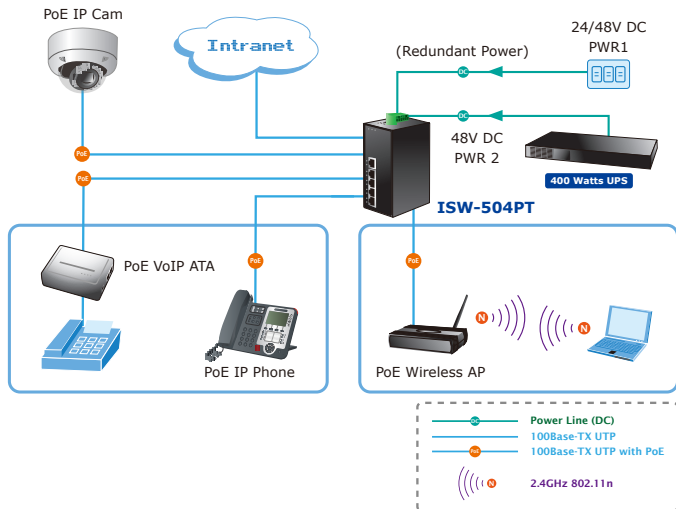 PoE IP Cam
Intranet
(Redundant Power)
24/48V DC
PWR1
DC
DC
48V DC
PWR 2
400 Watts UPS
PoE
PoE
ISW-504PT
PoE VoIP ATA
PoE
PoE
PoE IP Phone
PoE Wireless AP
N
N
DC
Power Line (DC)
100Base-TX UTP
PoE
100Base-TX UTP with PoE
N
2.4GHz 802.11n